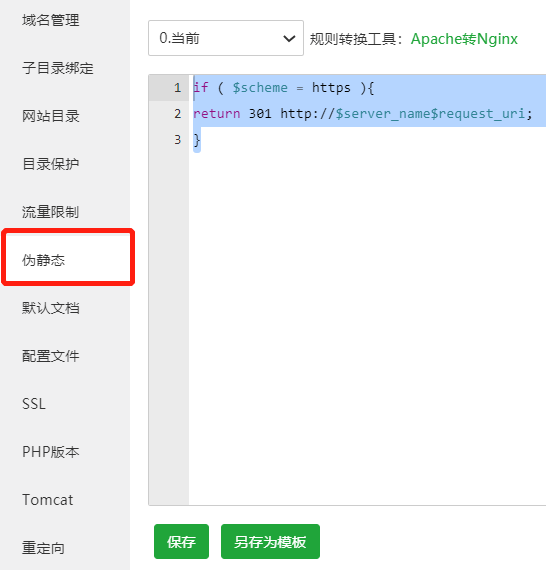 域名管理
子目录绑定
网站目录
目录保护
流量限制
伪静态
默认文档
配置文件
SSL
PHP版本
Tomcat
重定向
0.当前
规则转换工具：Apache转Nginx
1 if ( $scheme = https ){
2 return 301 http://$server_name$request_uri;
3 }
保存
另存为模板